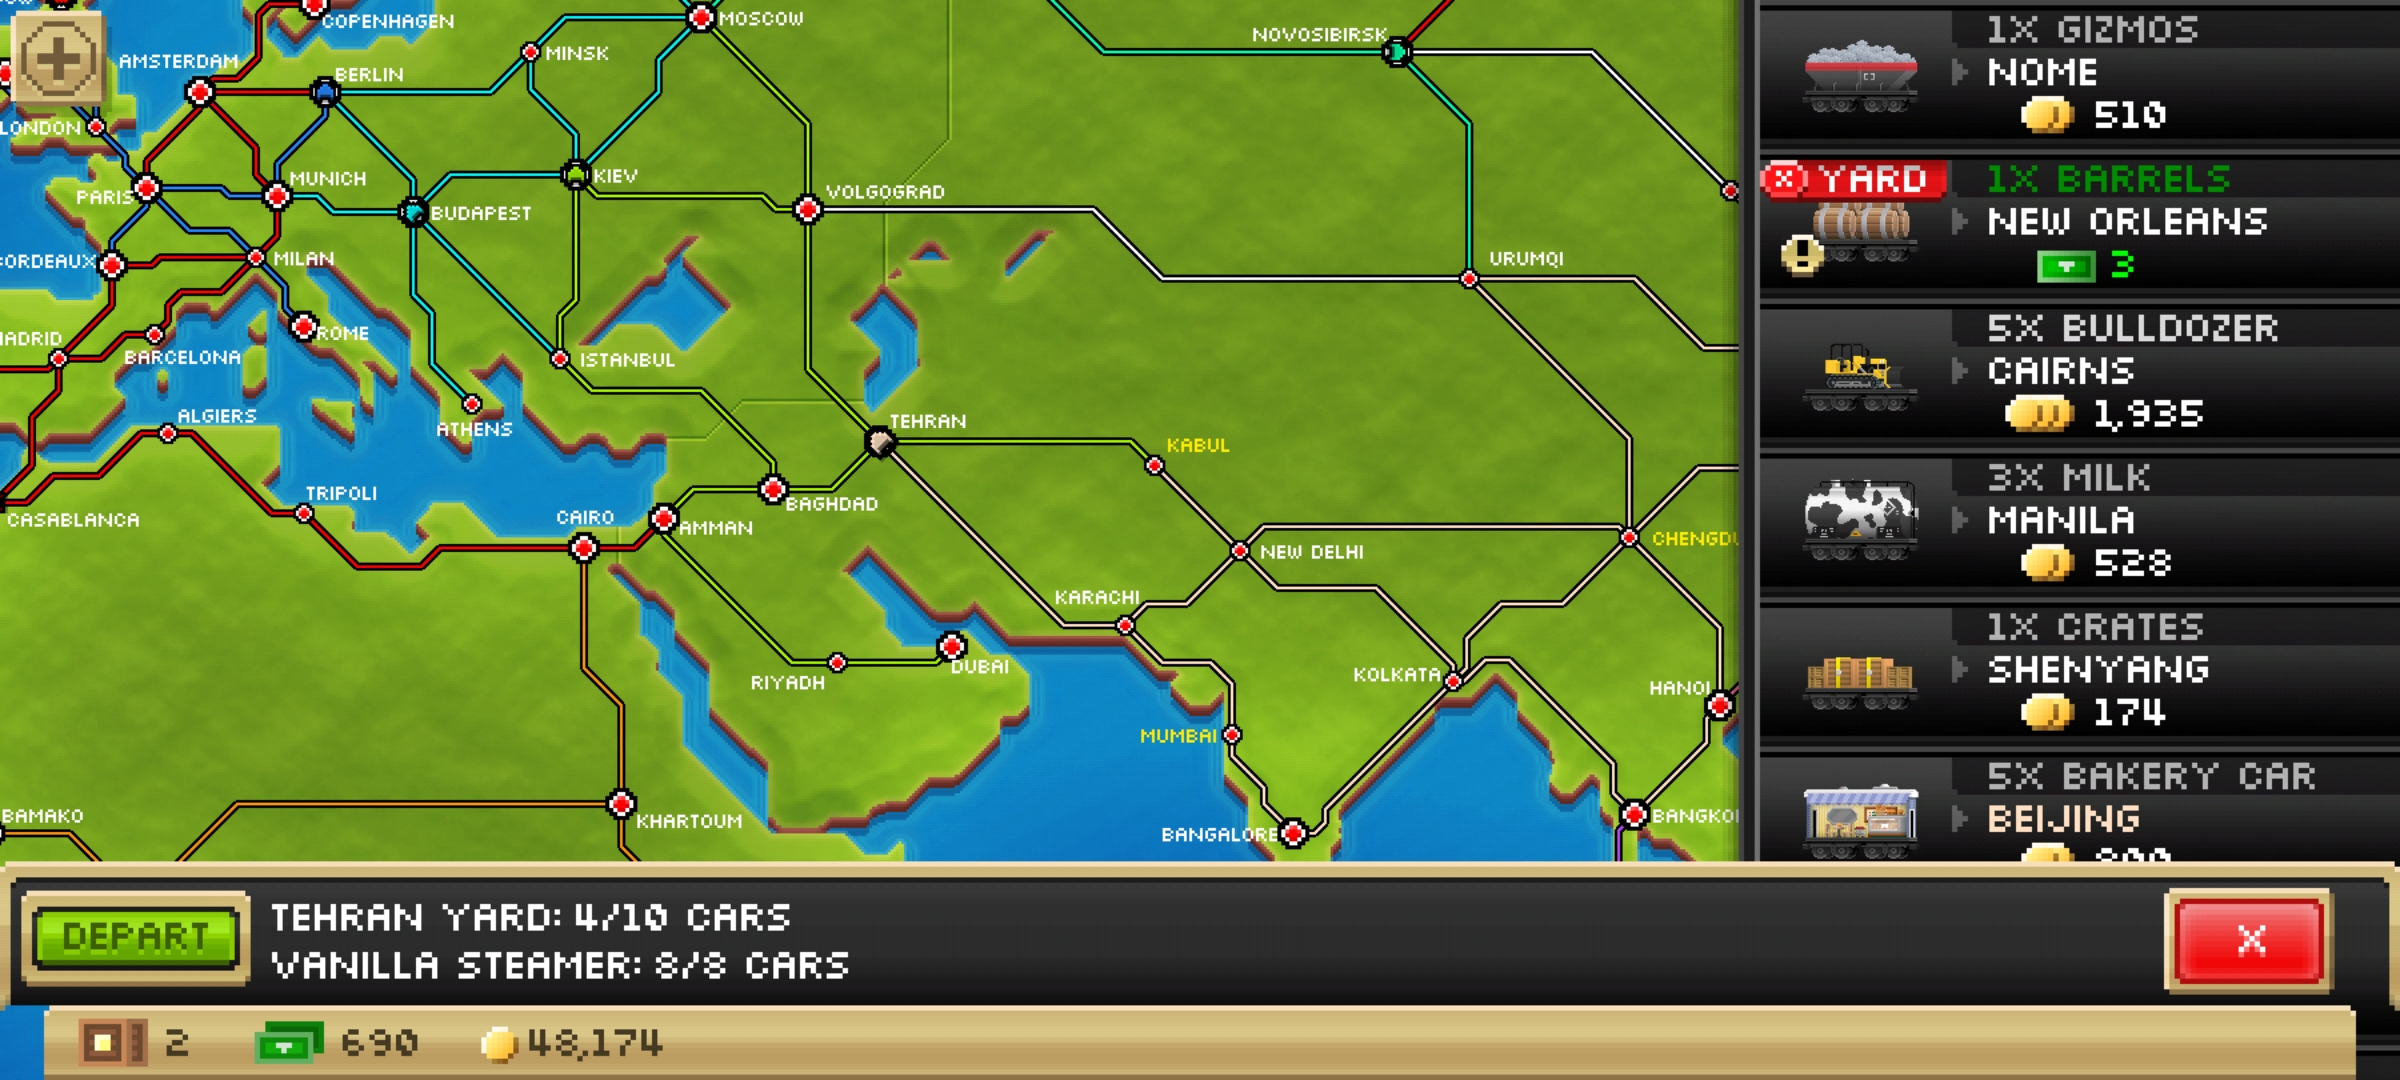 COPENHAGEN
MOSCOW
MINSK
NOVOSIBIRSK
AMSTERDAM
BERLIN
LONDON
MUNICH
KIEV
PARIS
VOLGOGRAD
BUDAPEST
MILAN
URUMQI
ROME
BARCELONA
ISTANBUL
ALGIERS
ATHENS
TEHRAN
KABUL
TRIPOLI
BAGHDAD
CASABLANCA
CAIRO
AMMAN
NEW DELHI
KARACHI
RIYADH
DUBAI
KOLKATA
HANOI
MUMBAI
BAMAKO
KHARTOUM
BANGALORE
1X GIZMOS
NOME
510
YARD
1X BARRELS
NEW ORLEANS
3
5X BULLDOZER
CAIRNS
1,935
3X MILK
MANILA
528
1X CRATES
SHENYANG
174
5X BAKERY CAR
BEIJING
DEPART
TEHRAN YARD: 4/10 CARS
VANILLA STEAMER: 8/8 CARS
X
2
690
48,174